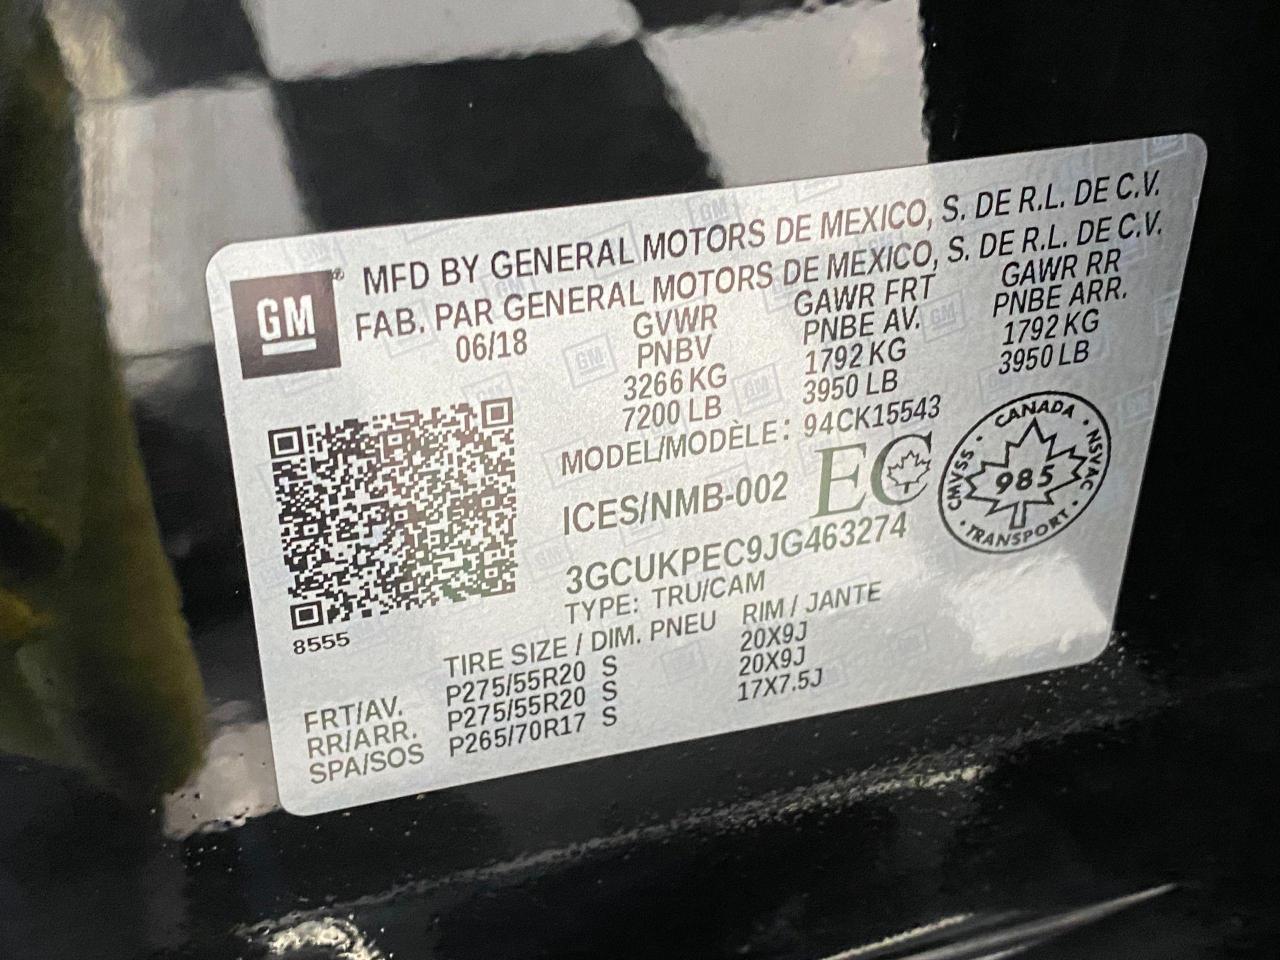 GM
MFD BY GENERAL MOTORS DE MEXICO, S. DE R.L. DE C.V.
FAB. PAR GENERAL MOTORS DE MEXICO, S. DE R.L. DE C.V.
06/18
GVWR
PNBV
3266 KG
7200 LB
GAWR FRT
PNBE AV.
1792 KG
3950 LB
GAWR RR
PNBE ARR.
1792 KG
3950 LB
MODEL/MODÈLE: 94CK15543
ICES/NMB-002
EC
CANADA · NSVAC · TRANSPORT · CMVSS ·
985
3GCUKPEC9JG463274
TYPE: TRU/CAM
8555
TIRE SIZE / DIM. PNEU RIM / JANTE
FRT/AV. P275/55R20 S 20X9J
RR/ARR. P275/55R20 S 20X9J
SPA/SOS P265/70R17 S 17X7.5J